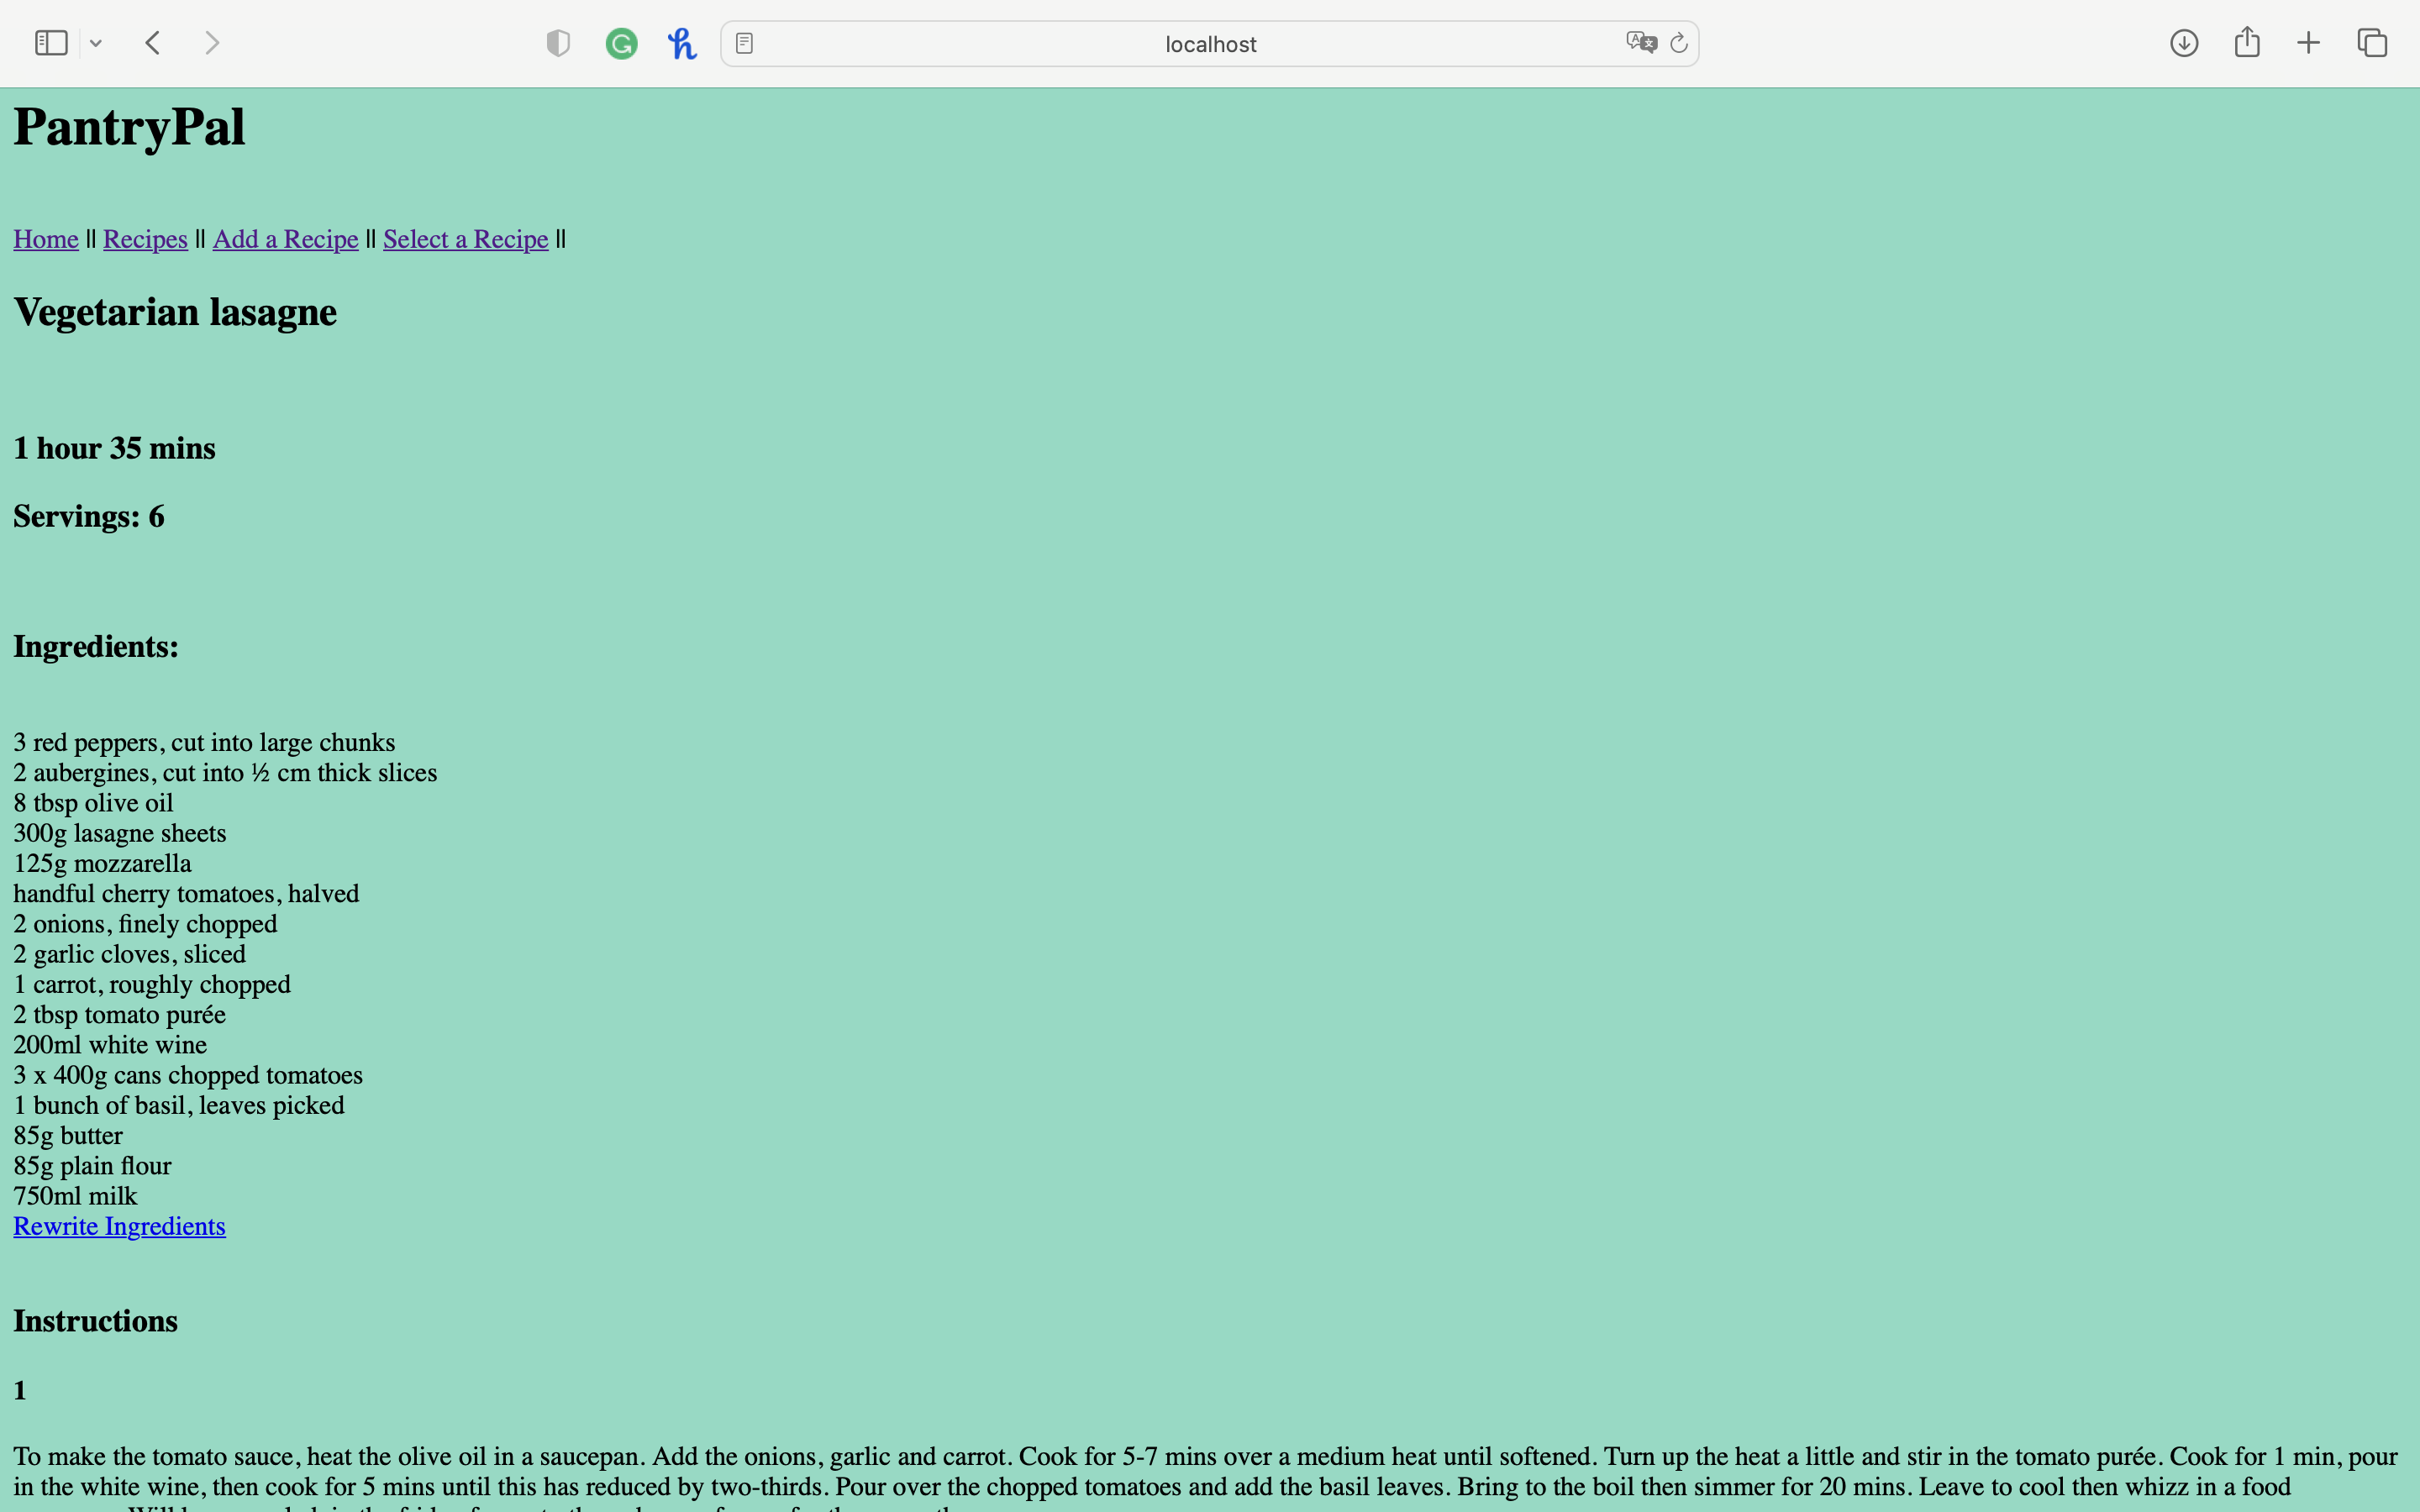 localhost
PantryPal
Home || Recipes || Add a Recipe || Select a Recipe ||
Vegetarian lasagne
1 hour 35 mins
Servings: 6
Ingredients:
3 red peppers, cut into large chunks
2 aubergines, cut into ½ cm thick slices
8 tbsp olive oil
300g lasagne sheets
125g mozzarella
handful cherry tomatoes, halved
2 onions, finely chopped
2 garlic cloves, sliced
1 carrot, roughly chopped
2 tbsp tomato purée
200ml white wine
3 x 400g cans chopped tomatoes
1 bunch of basil, leaves picked
85g butter
85g plain flour
750ml milk
Rewrite Ingredients
Instructions
1
To make the tomato sauce, heat the olive oil in a saucepan. Add the onions, garlic and carrot. Cook for 5-7 mins over a medium heat until softened. Turn up the heat a little and stir in the tomato purée. Cook for 1 min, pour
in the white wine, then cook for 5 mins until this has reduced by two-thirds. Pour over the chopped tomatoes and add the basil leaves. Bring to the boil then simmer for 20 mins. Leave to cool then whizz in a food